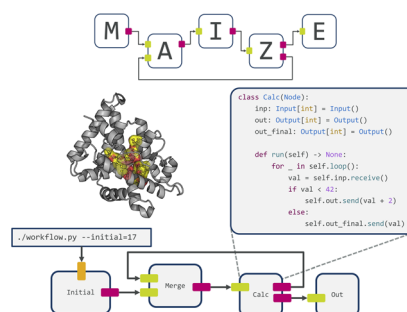 M
A
I
Z
E
class Calc(Node):
    inp: Input[int] = Input()
    out: Output[int] = Output()
    out_final: Output[int] = Output()
    def run(self) -> None:
        for _ in self.loop():
            val = self.inp.receive()
            if val < 42:
                self.out.send(val + 2)
            else:
                self.out_final.send(val)
./workflow.py --initial=17
Initial
Merge
Calc
Out